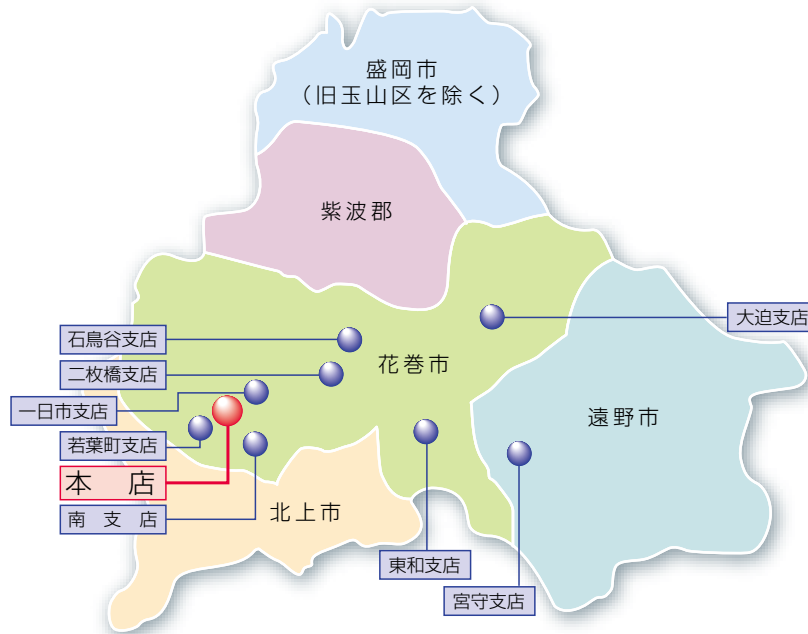 盛岡市
（旧玉山区を除く）
紫波郡
石鳥谷支店
大迫支店
花巻市
二枚橋支店
一日市支店
遠野市
若葉町支店
本　店
北上市
南　支　店
東和支店
宮守支店